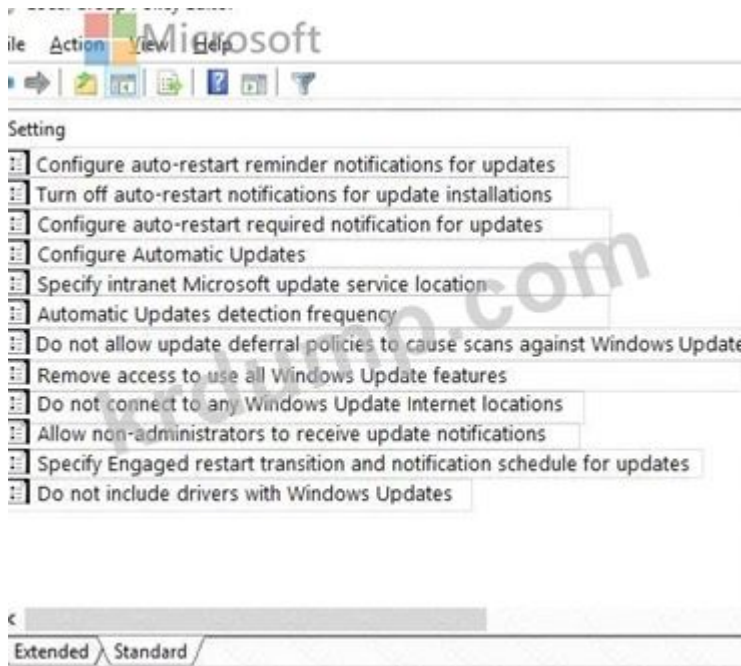 ile Action View Help
Microsoft
Setting
Configure auto-restart reminder notifications for updates
Turn off auto-restart notifications for update installations
Configure auto-restart required notification for updates
Configure Automatic Updates
Specify intranet Microsoft update service location
Automatic Updates detection frequency
Do not allow update deferral policies to cause scans against Windows Update
Remove access to use all Windows Update features
Do not connect to any Windows Update Internet locations
Allow non-administrators to receive update notifications
Specify Engaged restart transition and notification schedule for updates
Do not include drivers with Windows Updates
krdump.com
Extended Standard